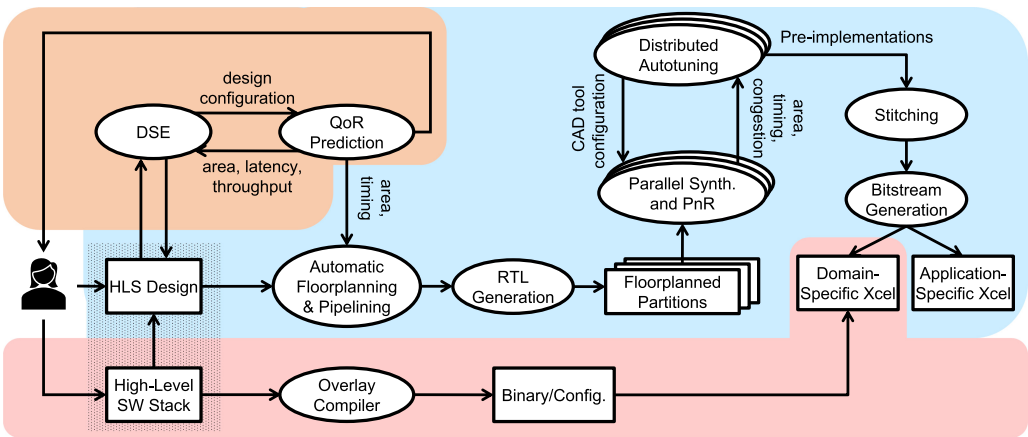 design
configuration
DSE
QoR
Prediction
area, latency,
throughput
area,
timing
Distributed
Autotuning
Pre-implementations
CAD tool
configuration
area,
timing,
congestion
Stitching
Parallel Synth.
and PnR
Bitstream
Generation
HLS Design
Automatic
Floorplanning
& Pipelining
RTL
Generation
Floorplanned
Partitions
Domain-
Specific Xcel
Application-
Specific Xcel
High-Level
SW Stack
Overlay
Compiler
Binary/Config.